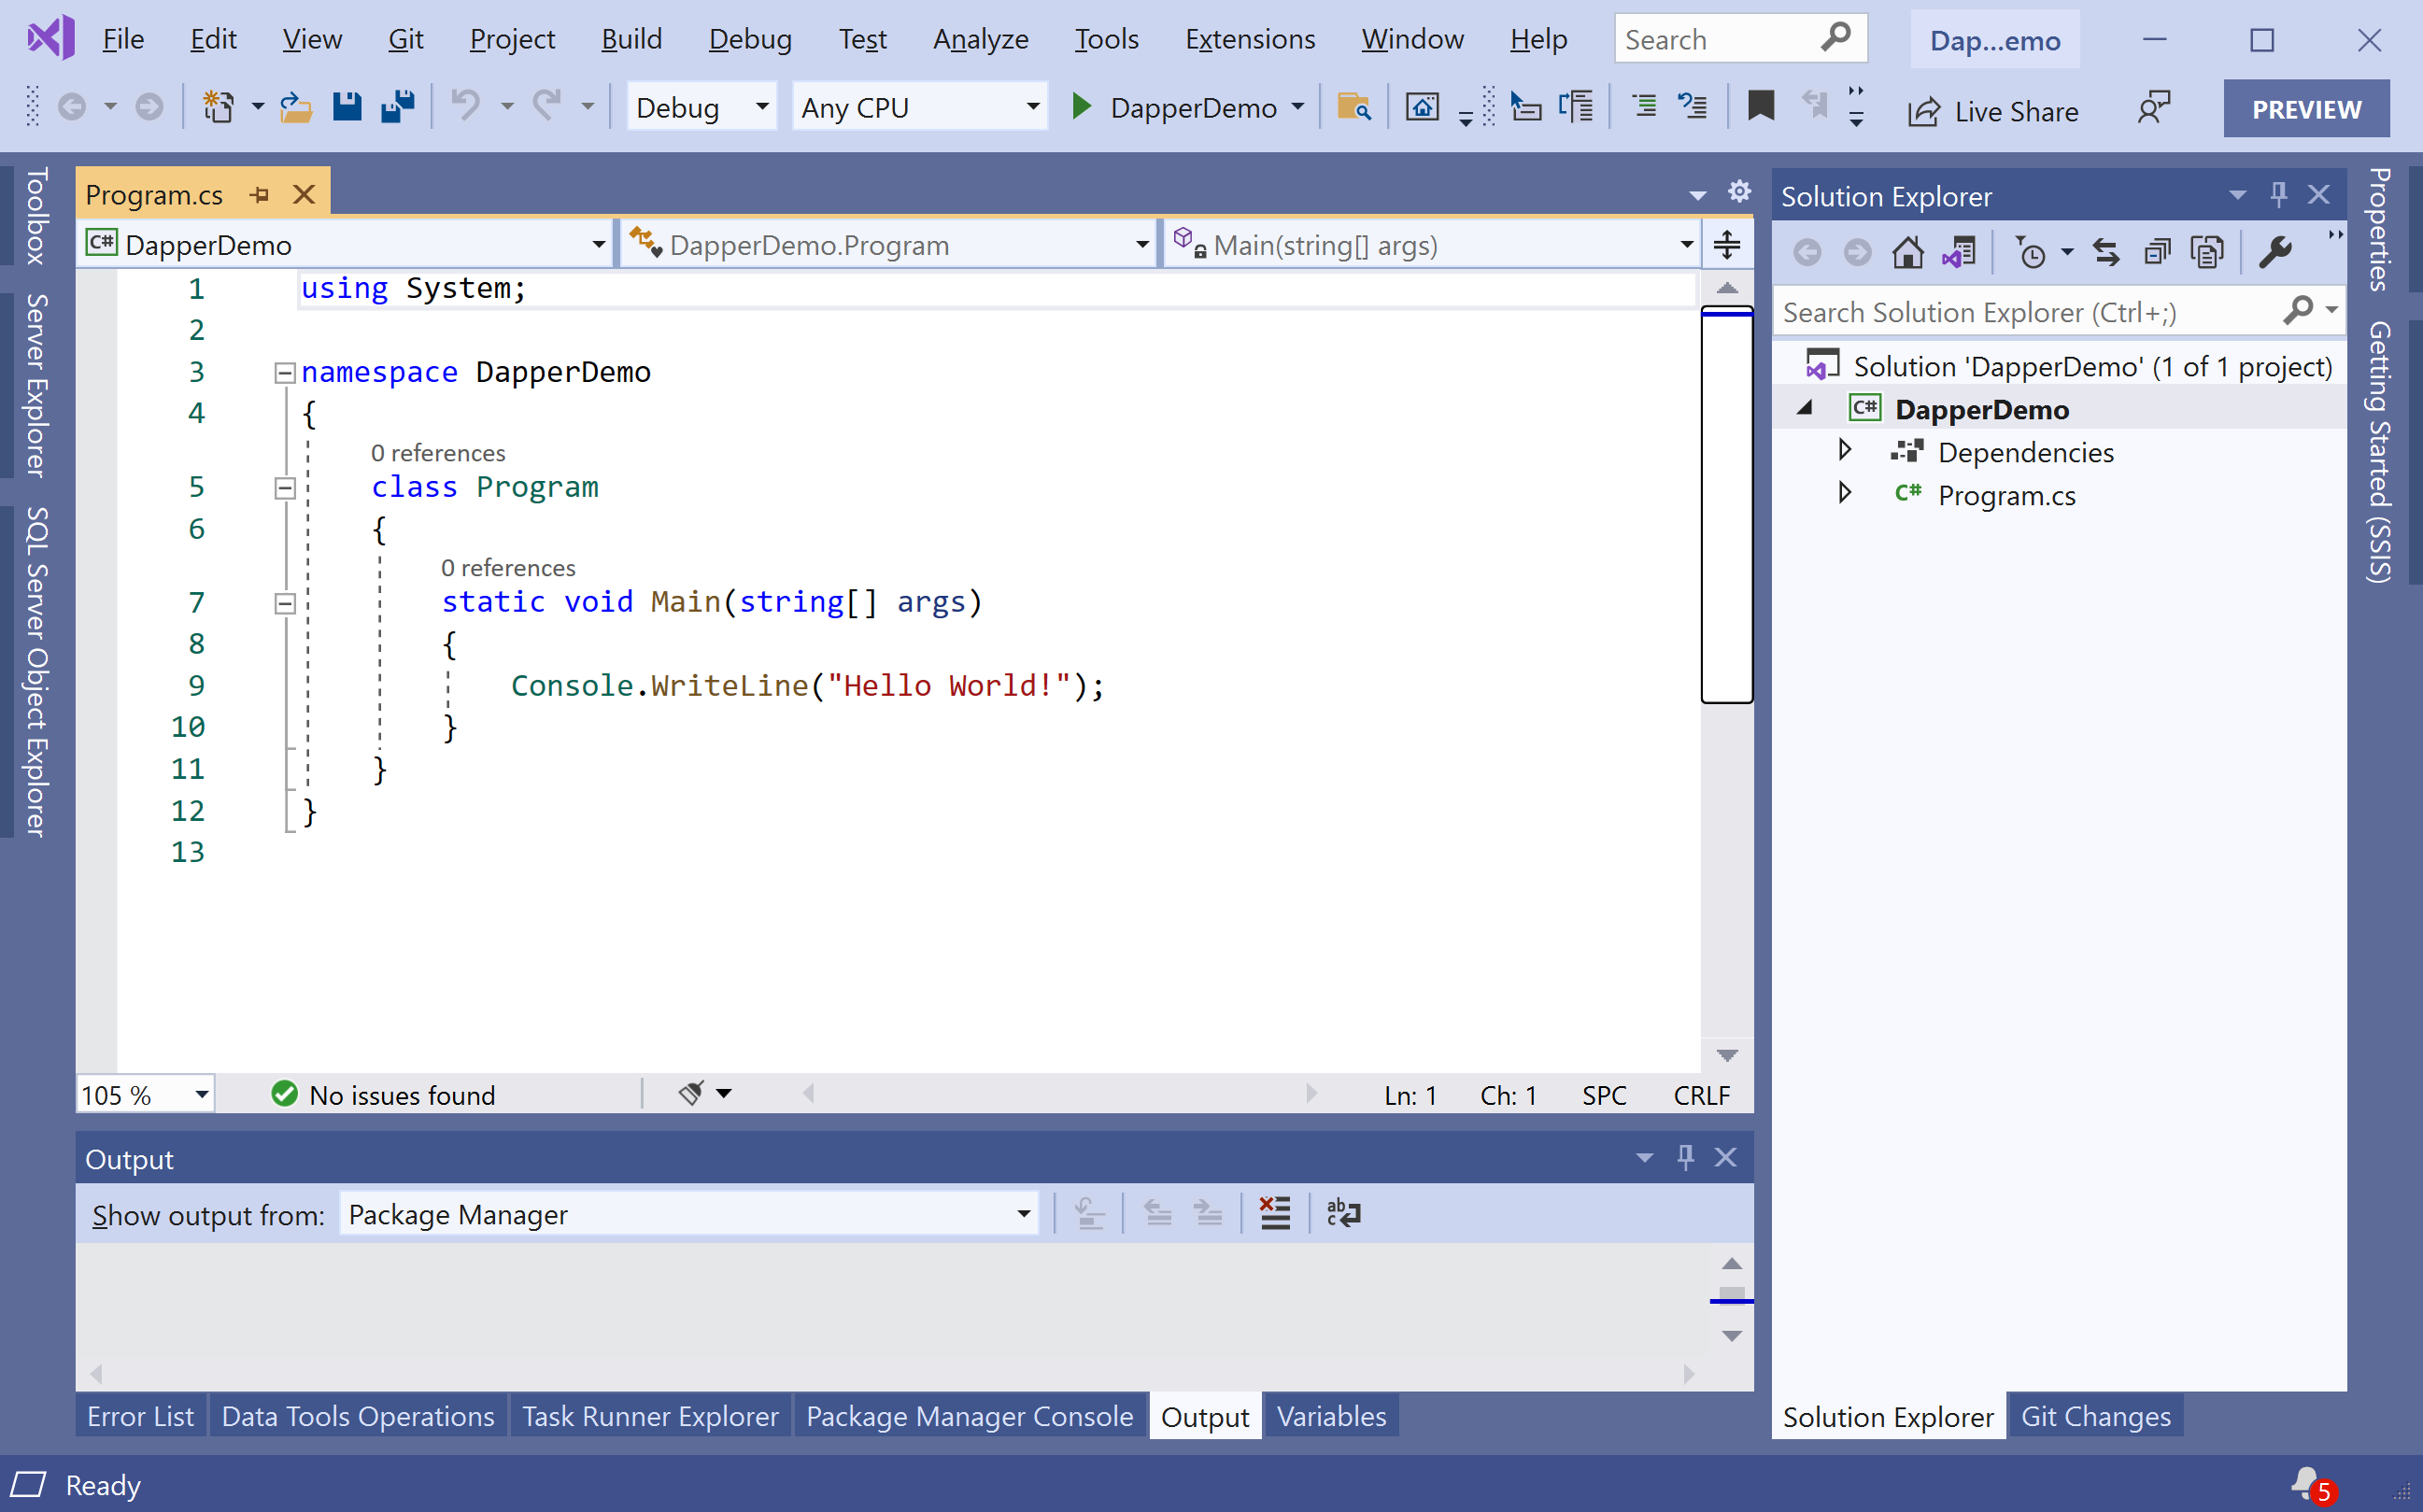 File Edit View Git Project Build Debug Test Analyze Tools Extensions Window Help Search Dap...emo
Debug Any CPU DapperDemo Live Share PREVIEW
Toolbox
Server Explorer
SQL Server Object Explorer
Program.cs
C# DapperDemo DapperDemo.Program Main(string[] args)
1 using System;
2
3 namespace DapperDemo
4 {
0 references
5 class Program
6 {
0 references
7 static void Main(string[] args)
8 {
9 Console.WriteLine("Hello World!");
10 }
11 }
12 }
13
105 % No issues found Ln: 1 Ch: 1 SPC CRLF
Output
Show output from: Package Manager
Error List Data Tools Operations Task Runner Explorer Package Manager Console Output Variables
Solution Explorer
Search Solution Explorer (Ctrl+;)
Solution 'DapperDemo' (1 of 1 project)
C# DapperDemo
Dependencies
C# Program.cs
Solution Explorer Git Changes
Properties
Getting Started (SSIS)
Ready 5